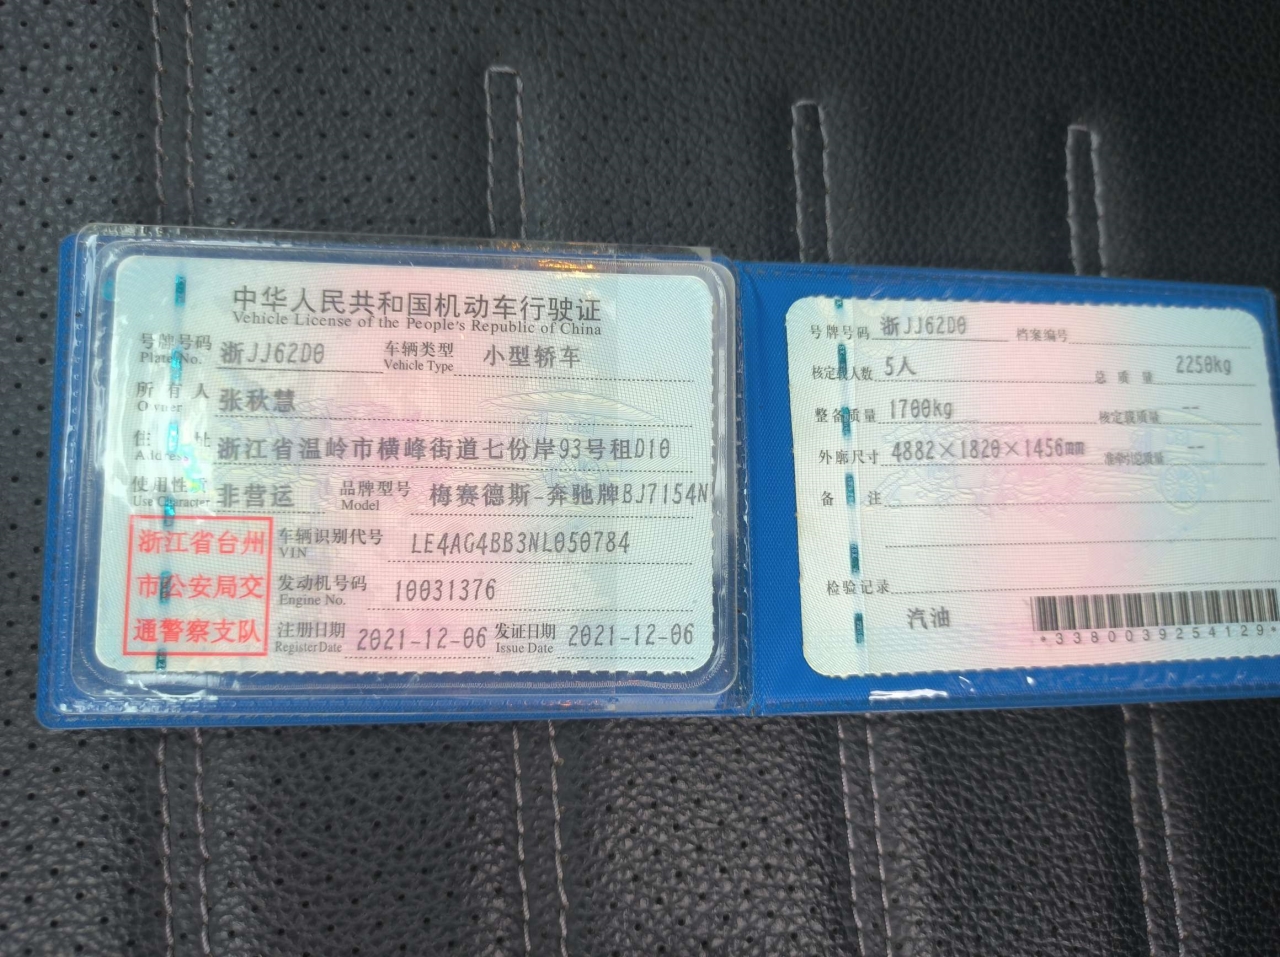 中华人民共和国机动车行驶证
Vehicle License of the People's Republic of China
号牌号码 浙JJ62D0 车辆类型 小型轿车
Plate No. Vehicle Type
所有人 张秋慧
Owner
住址 浙江省温岭市横峰街道七份岸93号租D10
Address
使用性质 非营运 品牌型号 梅赛德斯-奔驰牌BJ7154N
Use Character Model
浙江省台州
市公安局交
通警察支队
车辆识别代号 LE4AG4BB3NL050784
VIN
发动机号码 10031376
Engine No.
注册日期 2021-12-06 发证日期 2021-12-06
Register Date Issue Date
号牌号码 浙JJ62D0 档案编号
核定载人数 5人 总质量 2250kg
整备质量 1700kg 核定载质量 --
外廓尺寸 4882×1820×1456mm 准牵引总质量 --
备注
检验记录
汽油
*3380039254129*